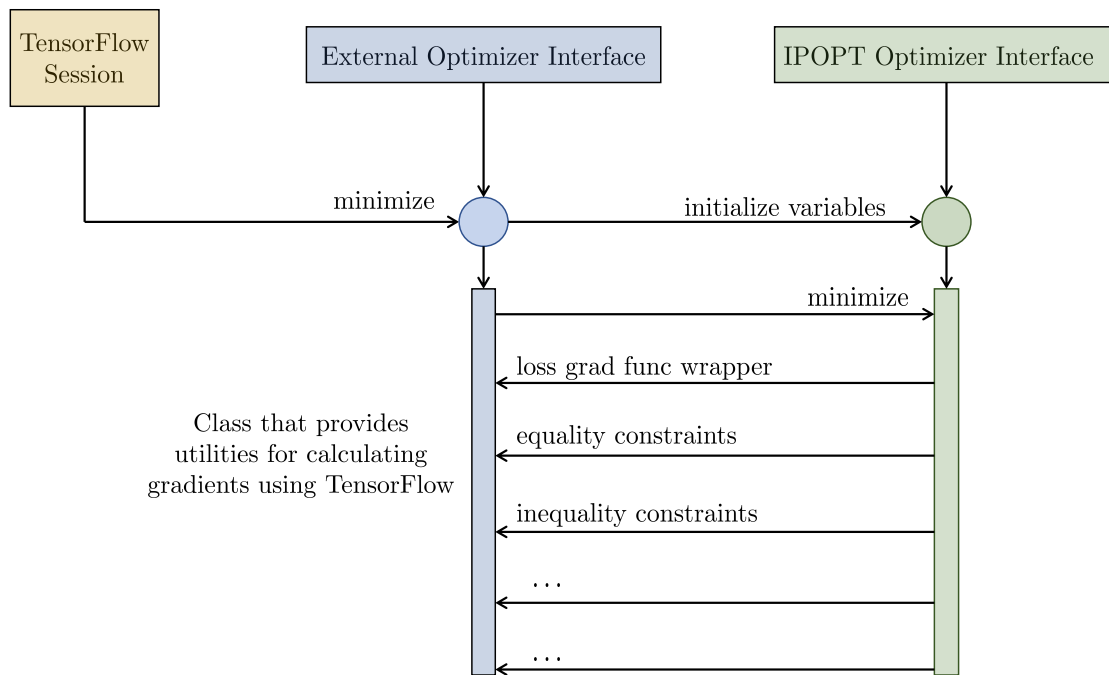 TensorFlow
Session
External Optimizer Interface
IPOPT Optimizer Interface
minimize
initialize variables
minimize
loss grad func wrapper
Class that provides
utilities for calculating
gradients using TensorFlow
equality constraints
inequality constraints
...
...